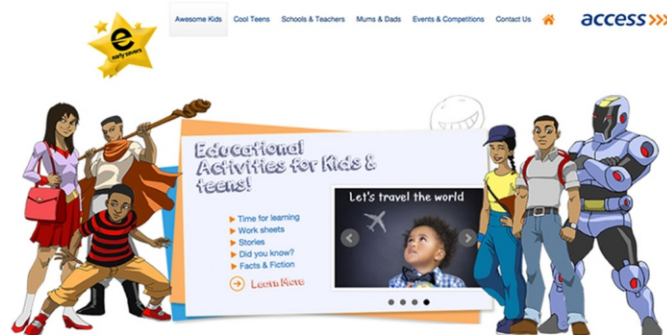 Awesome Kids
Cool Teens
Schools & Teachers
Mums & Dads
Events & Competitions
Contact Us
access
e
early savers
Educational
Activities for Kids &
teens!
Time for learning
Work sheets
Stories
Did you know?
Facts & Fiction
Learn More
Let's travel the world